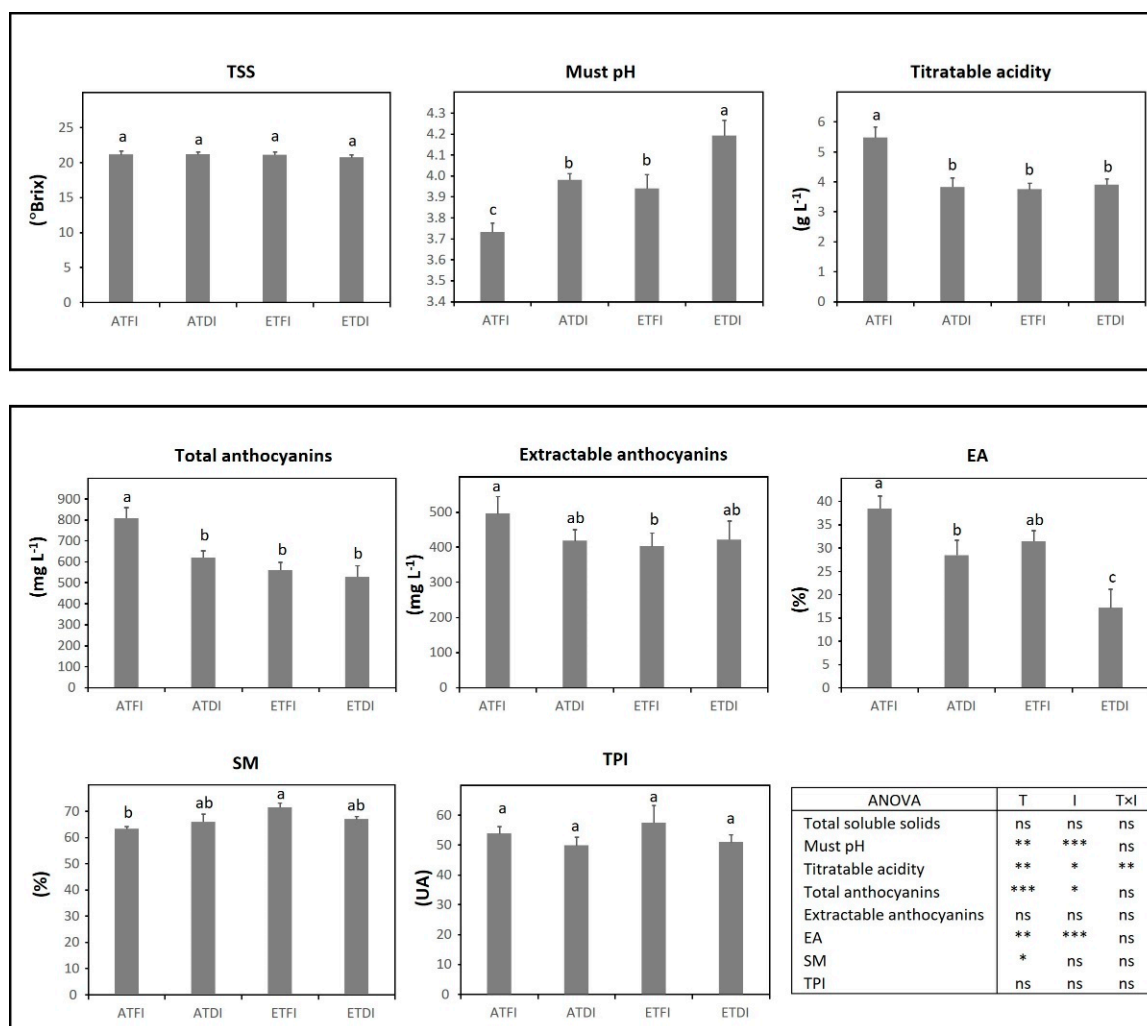 TSS
Must pH
Titratable acidity
(°Brix
25
20
15
10
5
0
a
a
a
a
ATFI
ATDI
ETFI
ETDI
4.3
4.2
4.1
4.0
3.9
3.8
3.7
3.6
3.5
3.4
c
b
b
a
ATFI
ATDI
ETFI
ETDI
(g L⁻¹)
6
5
4
3
2
1
0
a
b
b
b
ATFI
ATDI
ETFI
ETDI
Total anthocyanins
Extractable anthocyanins
EA
(mg L⁻¹)
900
800
700
600
500
400
300
200
100
0
a
b
b
b
ATFI
ATDI
ETFI
ETDI
(mg L⁻¹)
500
400
300
200
100
0
a
ab
b
ab
ATFI
ATDI
ETFI
ETDI
(%)
40
35
30
25
20
15
10
5
0
a
b
ab
c
ATFI
ATDI
ETFI
ETDI
SM
TPI
(%)
70
60
50
40
30
20
10
0
b
ab
a
ab
ATFI
ATDI
ETFI
ETDI
(UA)
60
50
40
30
20
10
0
a
a
a
a
ATFI
ATDI
ETFI
ETDI
ANOVA T I T×I
Total soluble solids ns ns ns
Must pH ** *** ns
Titratable acidity ** * **
Total anthocyanins *** * ns
Extractable anthocyanins ns ns ns
EA ** *** ns
SM * ns ns
TPI ns ns ns